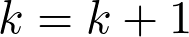 k = k + 1